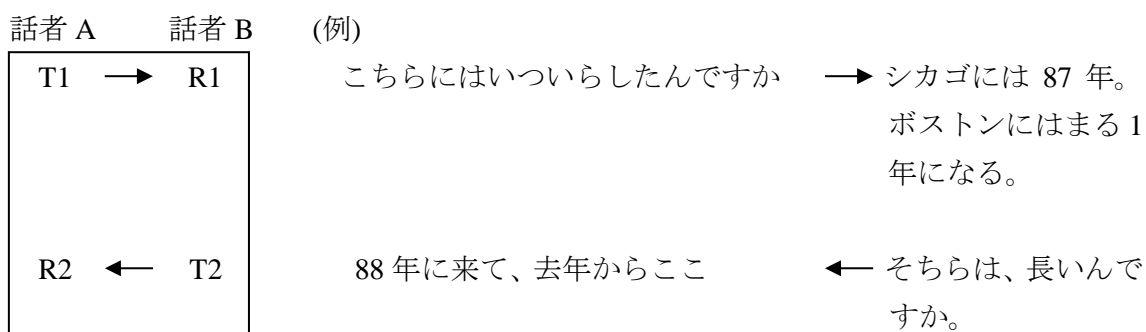 話者 A 話者 B (例)
T1 → R1 こちらにはいついらしたんですか → シカゴには 87 年。
ボストンにはまる 1
年になる。
R2 ← T2 88 年に来て、去年からここ ← そちらは、長いんで
すか。